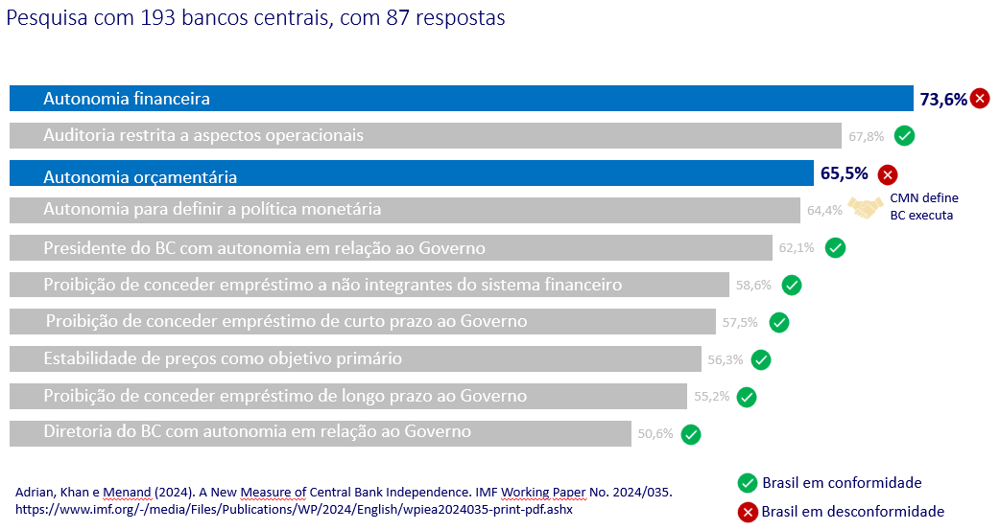 Pesquisa com 193 bancos centrais, com 87 respostas
Autonomia financeira 73,6%
Auditoria restrita a aspectos operacionais 67,8%
Autonomia orçamentária 65,5%
Autonomia para definir a política monetária 64,4%
CMN define
BC executa
Presidente do BC com autonomia em relação ao Governo 62,1%
Proibição de conceder empréstimo a não integrantes do sistema financeiro 58,6%
Proibição de conceder empréstimo de curto prazo ao Governo 57,5%
Estabilidade de preços como objetivo primário 56,3%
Proibição de conceder empréstimo de longo prazo ao Governo 55,2%
Diretoria do BC com autonomia em relação ao Governo 50,6%
Adrian, Khan e Menand (2024). A New Measure of Central Bank Independence. IMF Working Paper No. 2024/035.
https://www.imf.org/-/media/Files/Publications/WP/2024/English/wpiea2024035-print-pdf.ashx
Brasil em conformidade
Brasil em desconformidade